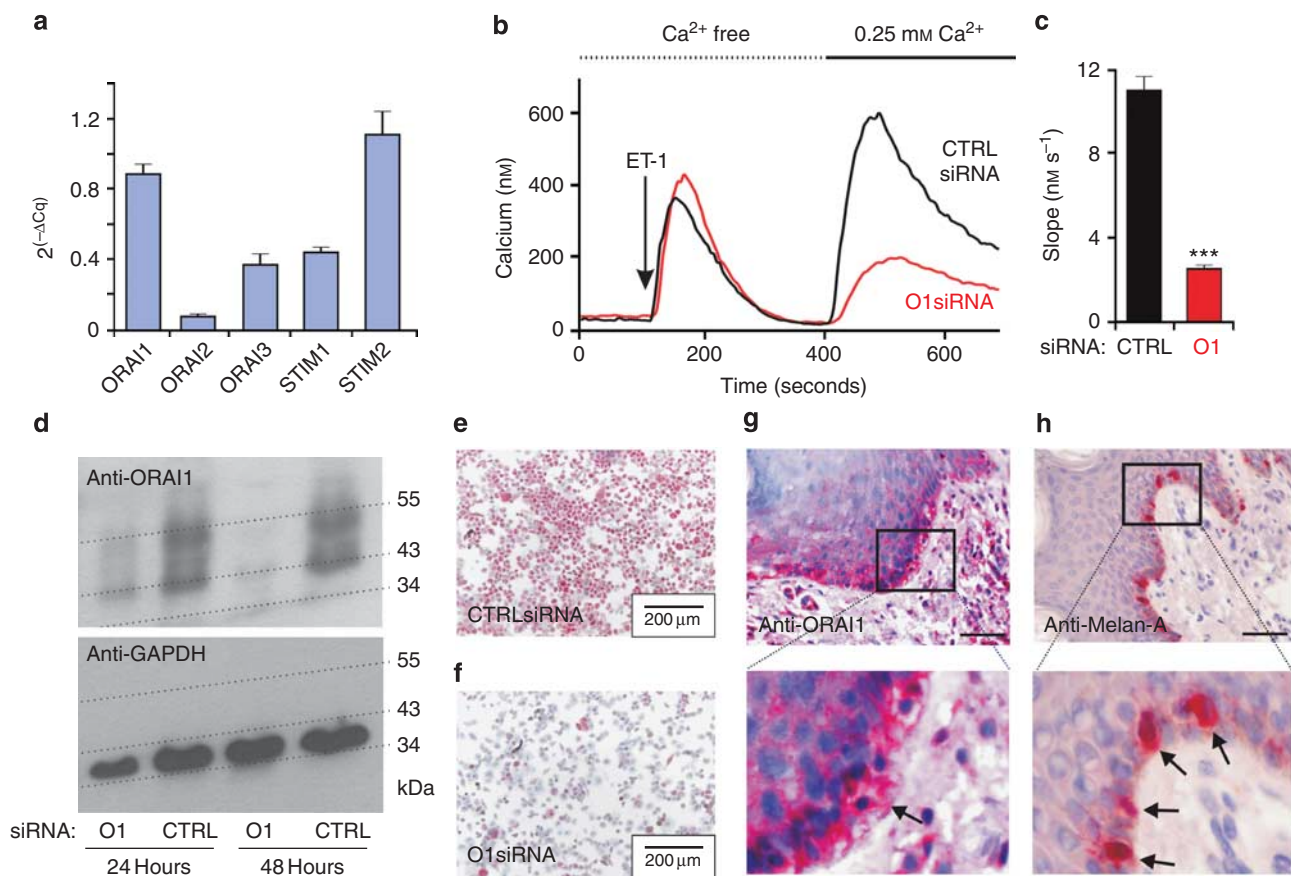 a
2(-ΔCq)
1.2
0.8
0.4
0
ORAI1
ORAI2
ORAI3
STIM1
STIM2
b
Ca2+ free
0.25 mM Ca2+
Calcium (nM)
600
400
200
0
ET-1
CTRL
siRNA
O1siRNA
0
200
400
600
Time (seconds)
c
Slope (nM s−1)
12
8
4
0
***
siRNA: CTRL O1
d
Anti-ORAI1
55
43
34
Anti-GAPDH
55
43
34
kDa
siRNA: O1 CTRL O1 CTRL
24 Hours 48 Hours
e
CTRLsiRNA
200 μm
f
O1siRNA
200 μm
g
Anti-ORAI1
h
Anti-Melan-A